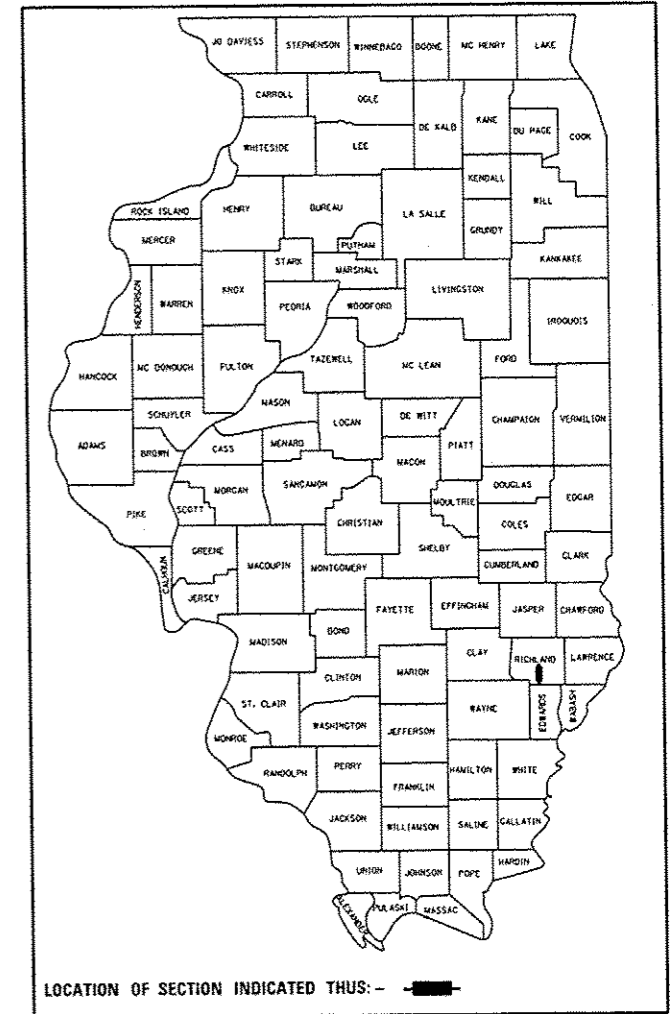 JO DAVIESS STEPHENSON WINNEBAGO BOONE MC HENRY LAKE
CARROLL OGLE DE KALB KANE DU PAGE COOK
WHITESIDE LEE KENDALL WILL
ROCK ISLAND HENRY BUREAU LA SALLE GRUNDY
MERCER PUTNAM KANKAKEE
STARK MARSHALL
HENDERSON WARREN KNOX PEORIA WOODFORD LIVINGSTON IROQUOIS
HANCOCK MC DONOUGH FULTON TAZEWELL MC LEAN FORD
MASON
SCHUYLER LOGAN DE WITT CHAMPAIGN VERMILION
ADAMS BROWN CASS MENARD MACON PIATT
PIKE SCOTT MORGAN SANGAMON CHRISTIAN MOULTRIE DOUGLAS EDGAR
COLES
CALHOUN GREENE MACOUPIN MONTGOMERY SHELBY CUMBERLAND CLARK
JERSEY FAYETTE EFFINGHAM JASPER CRAWFORD
MADISON BOND CLAY RICHLAND LAWRENCE
CLINTON MARION
ST. CLAIR WASHINGTON JEFFERSON WAYNE EDWARDS WABASH
MONROE
RANDOLPH PERRY FRANKLIN HAMILTON WHITE
JACKSON WILLIAMSON SALINE GALLATIN
UNION JOHNSON POPE HARDIN
ALEXANDER PULASKI MASSAC
LOCATION OF SECTION INDICATED THUS: -